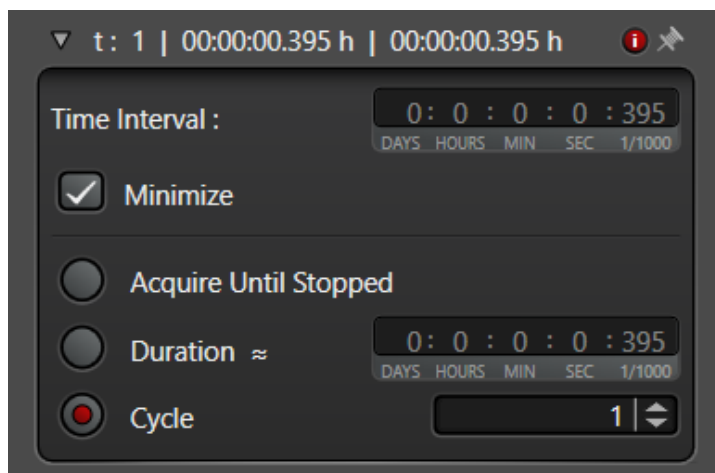 t: 1 | 00:00:00.395 h | 00:00:00.395 h i
Time Interval : 0: 0 : 0 : 0 : 395
DAYS HOURS MIN SEC 1/1000
Minimize
Acquire Until Stopped
Duration ≈ 0: 0 : 0 : 0 : 395
DAYS HOURS MIN SEC 1/1000
Cycle 1